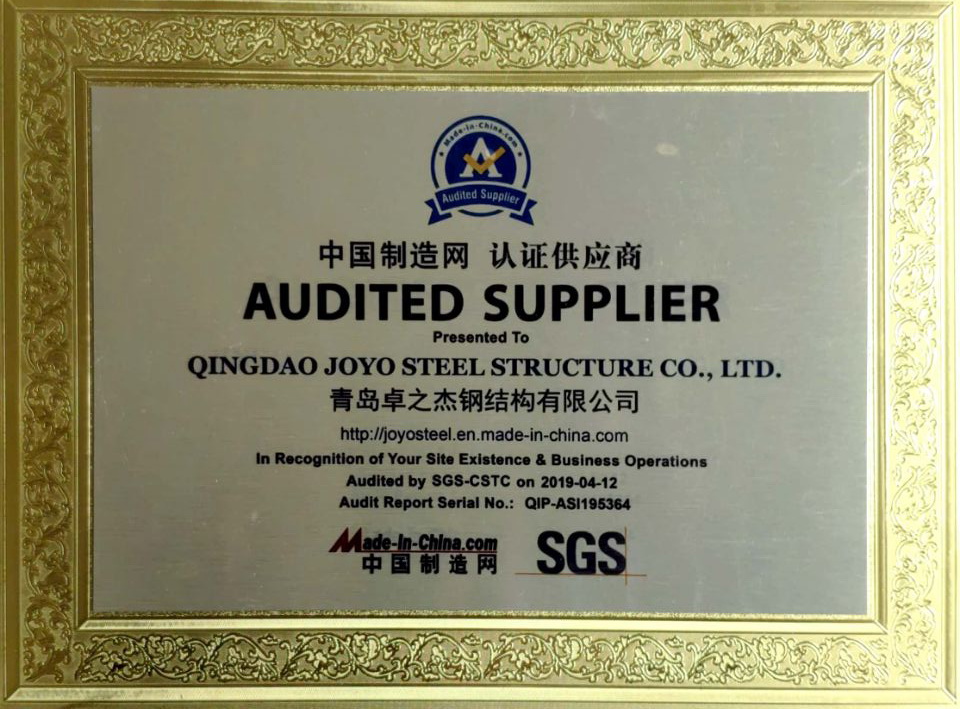 Made-in-China.com
A
Audited Supplier
中国制造网 认证供应商
AUDITED SUPPLIER
Presented To
QINGDAO JOYO STEEL STRUCTURE CO., LTD.
青岛卓之杰钢结构有限公司
http://joyosteel.en.made-in-china.com
In Recognition of Your Site Existence & Business Operations
Audited by SGS-CSTC on 2019-04-12
Audit Report Serial No.: QIP-ASI195364
Made-in-China.com
中国制造网
SGS